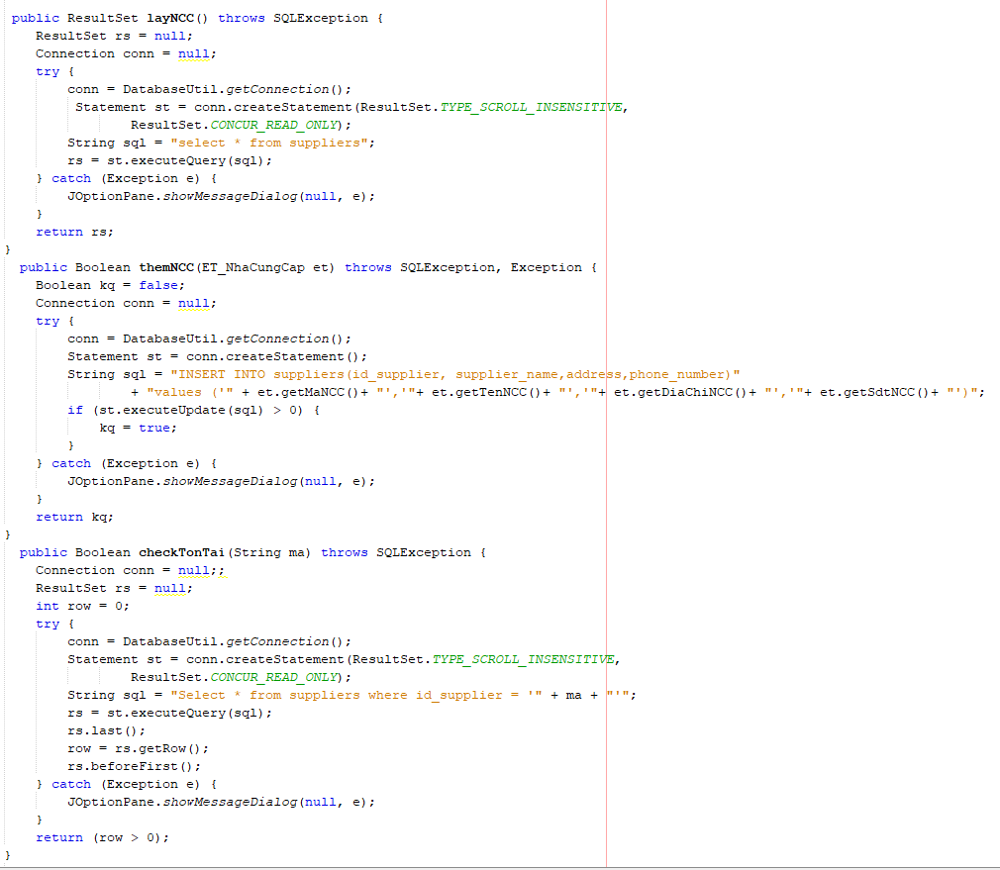 public ResultSet layNCC() throws SQLException {
ResultSet rs = null;
Connection conn = null;
try {
conn = DatabaseUtil.getConnection();
Statement st = conn.createStatement(ResultSet.TYPE_SCROLL_INSENSITIVE,
ResultSet.CONCUR_READ_ONLY);
String sql = "select * from suppliers";
rs = st.executeQuery(sql);
} catch (Exception e) {
JOptionPane.showMessageDialog(null, e);
}
return rs;
}
public Boolean themNCC(ET_NhaCungCap et) throws SQLException, Exception {
Boolean kq = false;
Connection conn = null;
try {
conn = DatabaseUtil.getConnection();
Statement st = conn.createStatement();
String sql = "INSERT INTO suppliers(id_supplier, supplier_name,address,phone_number)"
+ "values ('" + et.getMaNCC()+ "','"+ et.getTenNCC()+ "','"+ et.getDiaChiNCC()+ "','"+ et.getSdtNCC()+ "')";
if (st.executeUpdate(sql) > 0) {
kq = true;
}
} catch (Exception e) {
JOptionPane.showMessageDialog(null, e);
}
return kq;
}
public Boolean checkTonTai(String ma) throws SQLException {
Connection conn = null;;
ResultSet rs = null;
int row = 0;
try {
conn = DatabaseUtil.getConnection();
Statement st = conn.createStatement(ResultSet.TYPE_SCROLL_INSENSITIVE,
ResultSet.CONCUR_READ_ONLY);
String sql = "Select * from suppliers where id_supplier = '" + ma + "'";
rs = st.executeQuery(sql);
rs.last();
row = rs.getRow();
rs.beforeFirst();
} catch (Exception e) {
JOptionPane.showMessageDialog(null, e);
}
return (row > 0);
}